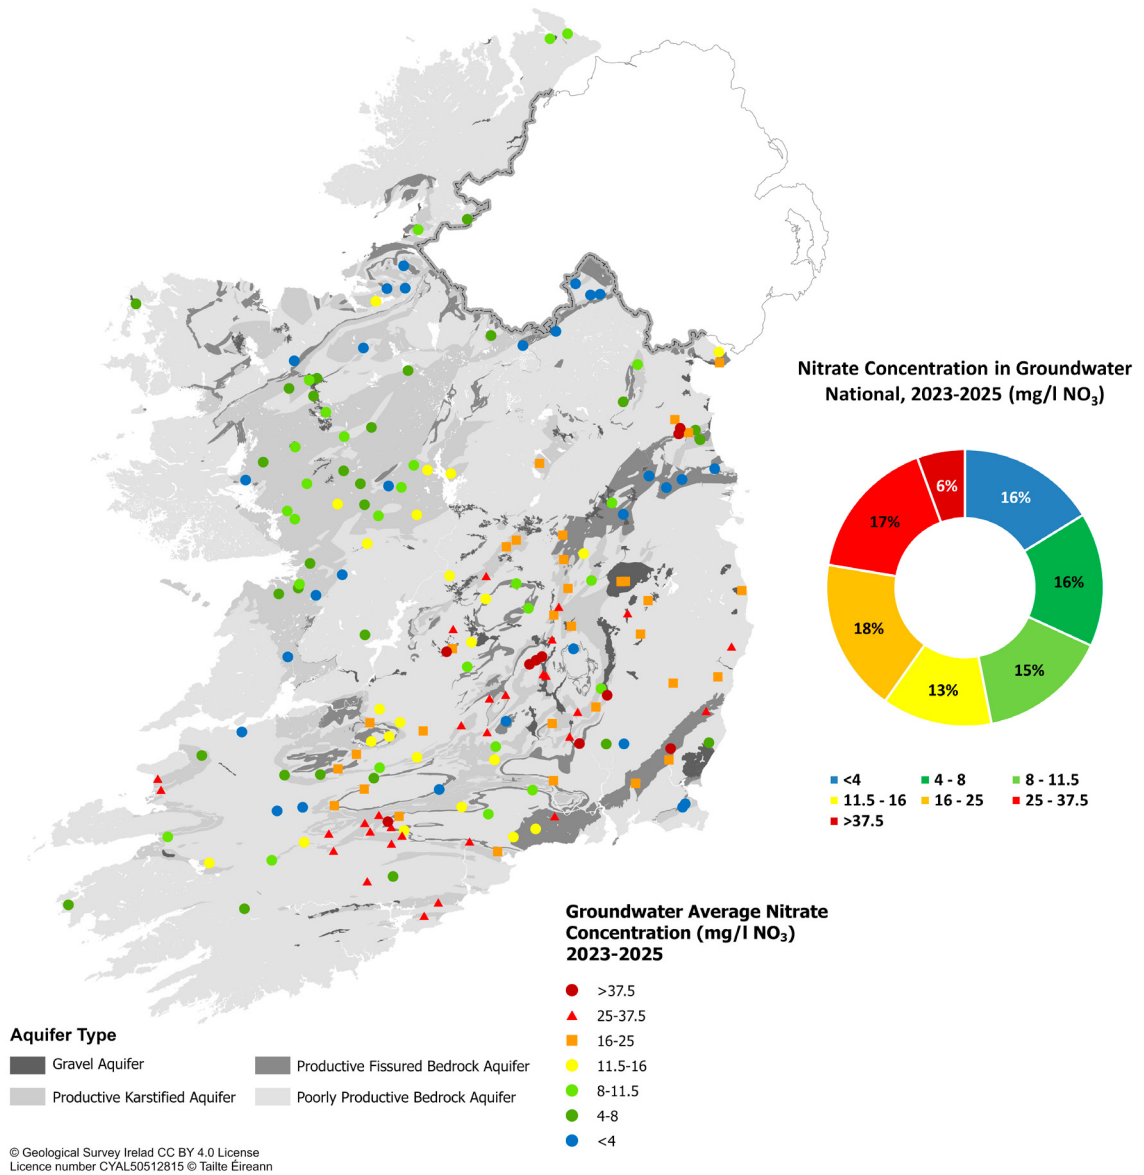 Nitrate Concentration in Groundwater
National, 2023-2025 (mg/l NO₃)
6%
16%
17%
16%
18%
15%
13%
<4
4 - 8
8 - 11.5
11.5 - 16
16 - 25
25 - 37.5
>37.5
Groundwater Average Nitrate
Concentration (mg/l NO₃)
2023-2025
>37.5
25-37.5
16-25
11.5-16
8-11.5
4-8
<4
Aquifer Type
Gravel Aquifer
Productive Fissured Bedrock Aquifer
Productive Karstified Aquifer
Poorly Productive Bedrock Aquifer
© Geological Survey Irelad CC BY 4.0 License
Licence number CYAL50512815 © Tailte Éireann